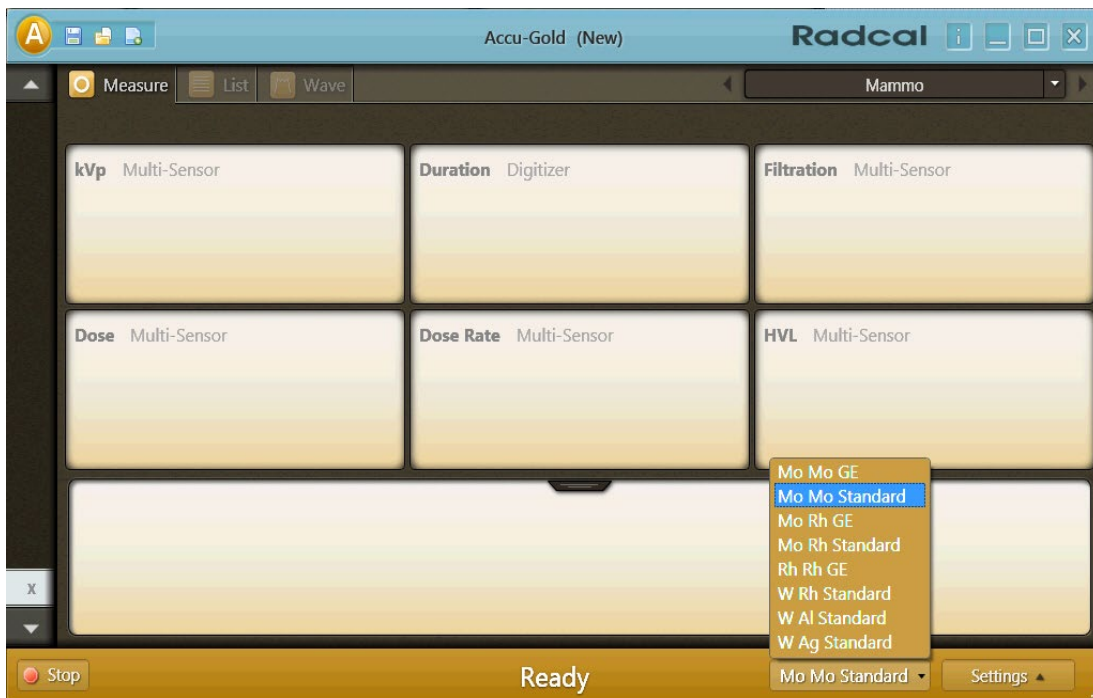 A
Accu-Gold (New)
Radcal
i
Measure
List
Wave
Mammo
kVp Multi-Sensor
Duration Digitizer
Filtration Multi-Sensor
Dose Multi-Sensor
Dose Rate Multi-Sensor
HVL Multi-Sensor
Mo Mo GE
Mo Mo Standard
Mo Rh GE
Mo Rh Standard
Rh Rh GE
W Rh Standard
W Al Standard
W Ag Standard
X
Stop
Ready
Mo Mo Standard
Settings